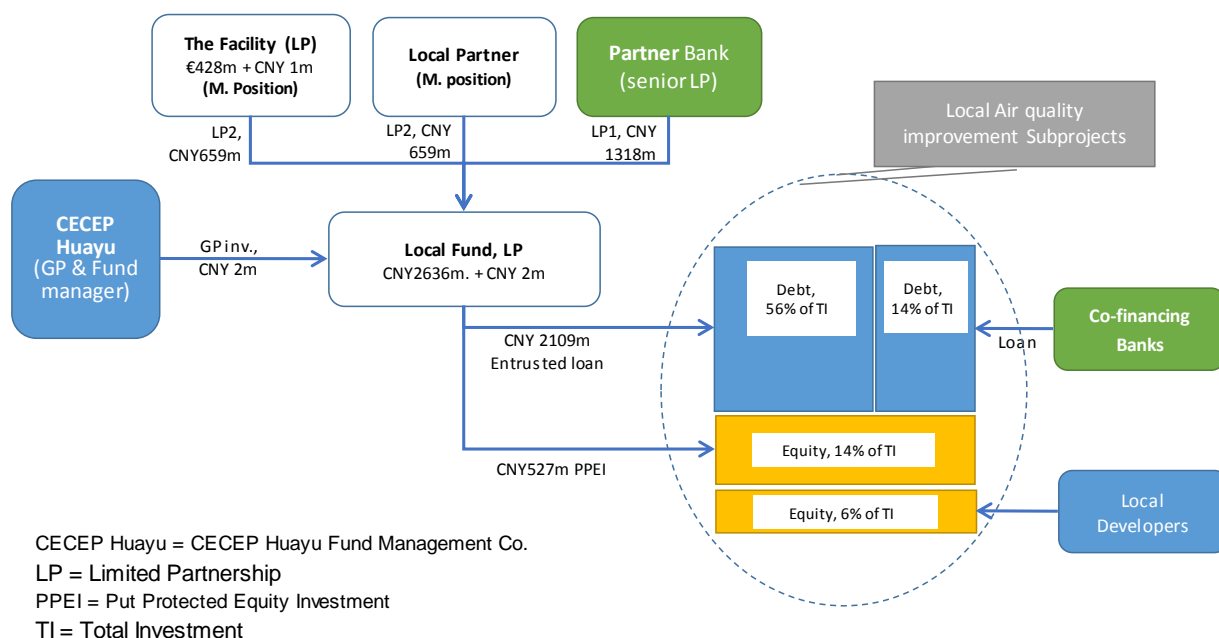 The Facility (LP)
€428m + CNY 1m
(M. Position)
Local Partner
(M. position)
Partner Bank
(senior LP)
Local Air quality
improvement Subprojects
LP2,
CNY659m
LP2, CNY
659m
LP1, CNY
1318m
CECEP
Huayu
(GP & Fund
manager)
GP inv.,
CNY 2m
Local Fund, LP
CNY2636m. + CNY 2m
Debt,
56% of TI
Debt,
14% of TI
CNY 2109m
Entrusted loan
Loan
Co-financing
Banks
Equity, 14% of TI
CNY527m PPEI
Equity, 6% of TI
Local
Developers
CECEP Huayu = CECEP Huayu Fund Management Co.
LP = Limited Partnership
PPEI = Put Protected Equity Investment
TI = Total Investment